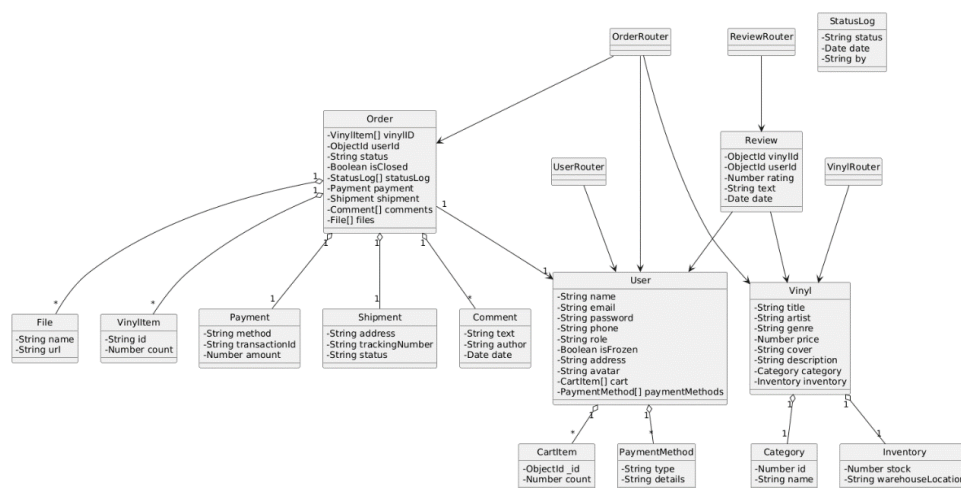 StatusLog
-String status
-Date date
-String by
OrderRouter
ReviewRouter
Order
-VinylItem[] vinylID
-ObjectId userId
-String status
-Boolean isClosed
-StatusLog[] statusLog
-Payment payment
-Shipment shipment
-Comment[] comments
-File[] files
1
1
1
1
1
1
Review
-ObjectId vinylId
-ObjectId userId
-Number rating
-String text
-Date date
UserRouter
VinylRouter
*
*
1
1
*
1
File
-String name
-String url
VinylItem
-String id
-Number count
Payment
-String method
-String transactionId
-Number amount
Shipment
-String address
-String trackingNumber
-String status
Comment
-String text
-String author
-Date date
User
-String name
-String email
-String password
-String phone
-String role
-Boolean isFrozen
-String address
-String avatar
-CartItem[] cart
-PaymentMethod[] paymentMethods
Vinyl
-String title
-String artist
-String genre
-Number price
-String cover
-String description
-Category category
-Inventory inventory
1
1
1
1
*
*
1
1
CartItem
-ObjectId _id
-Number count
PaymentMethod
-String type
-String details
Category
-Number id
-String name
Inventory
-Number stock
-String warehouseLocation